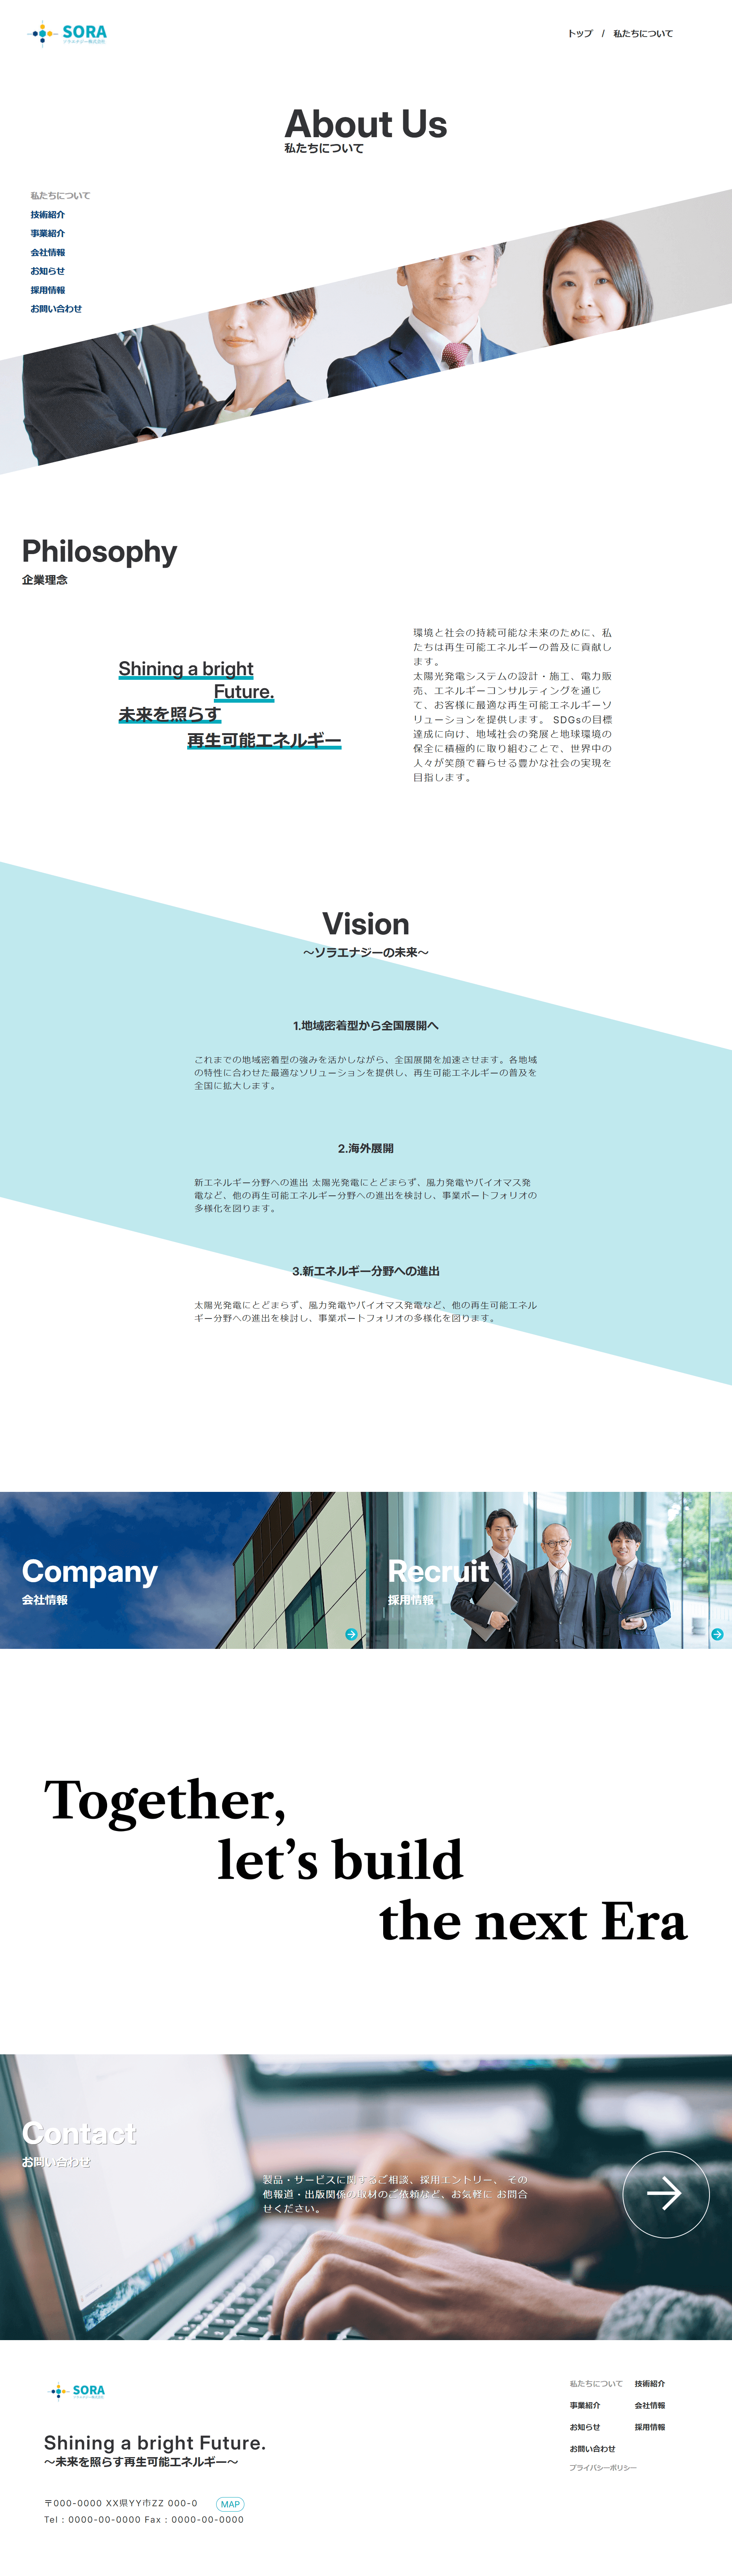 SORA
ソラエナジー株式会社
トップ / 私たちについて
About Us
私たちについて
私たちについて
技術紹介
事業紹介
会社情報
お知らせ
採用情報
お問い合わせ
Philosophy
企業理念
Shining a bright
Future.
未来を照らす
再生可能エネルギー
環境と社会の持続可能な未来のために、私
たちは再生可能エネルギーの普及に貢献し
ます。
太陽光発電システムの設計・施工、電力販
売、エネルギーコンサルティングを通じ
て、お客様に最適な再生可能エネルギーソ
リューションを提供します。 SDGsの目標
達成に向け、地域社会の発展と地球環境の
保全に積極的に取り組むことで、世界中の
人々が笑顔で暮らせる豊かな社会の実現を
目指します。
Vision
〜ソラエナジーの未来〜
1.地域密着型から全国展開へ
これまでの地域密着型の強みを活かしながら、全国展開を加速させます。各地域
の特性に合わせた最適なソリューションを提供し、再生可能エネルギーの普及を
全国に拡大します。
2.海外展開
新エネルギー分野への進出 太陽光発電にとどまらず、風力発電やバイオマス発
電など、他の再生可能エネルギー分野への進出を検討し、事業ポートフォリオの
多様化を図ります。
3.新エネルギー分野への進出
太陽光発電にとどまらず、風力発電やバイオマス発電など、他の再生可能エネル
ギー分野への進出を検討し、事業ポートフォリオの多様化を図ります。
Company
会社情報
Recruit
採用情報
Together,
let’s build
the next Era
Contact
お問い合わせ
製品・サービスに関するご相談、採用エントリー、 その
他報道・出版関係の取材のご依頼など、お気軽に お問合
せください。
SORA
ソラエナジー株式会社
Shining a bright Future.
〜未来を照らす再生可能エネルギー〜
〒000-0000 XX県YY市ZZ 000-0 MAP
Tel : 0000-00-0000 Fax : 0000-00-0000
私たちについて 技術紹介
事業紹介 会社情報
お知らせ 採用情報
お問い合わせ
プライバシーポリシー